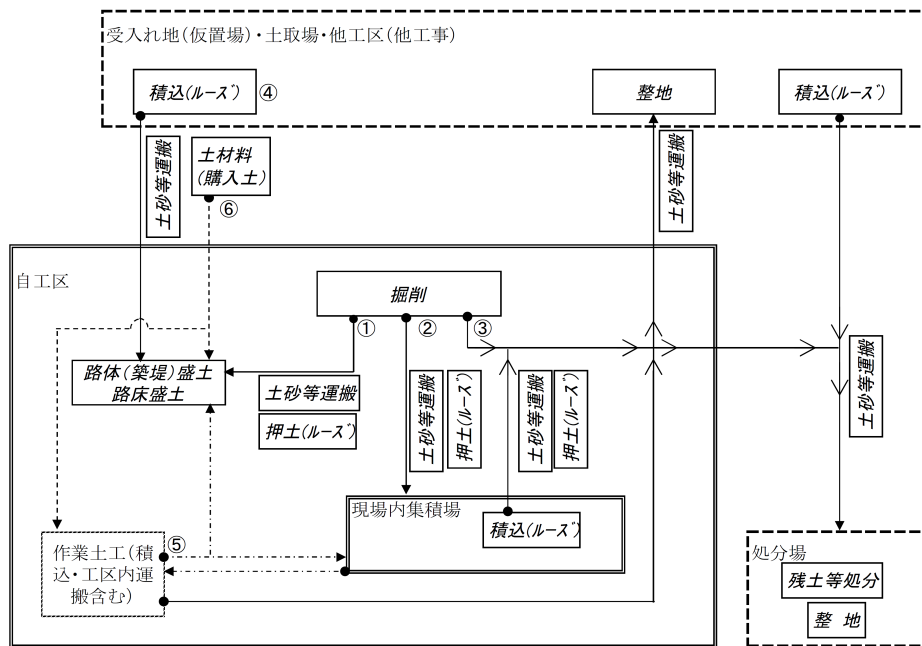 受入れ地(仮置場)・土取場・他工区(他工事)
積込(ﾙｰｽﾞ)
④
整地
積込(ﾙｰｽﾞ)
土砂等運搬
土材料
(購入土)
⑥
土砂等運搬
自工区
掘削
①
②
③
路体(築堤)盛土
路床盛土
土砂等運搬
押土(ﾙｰｽﾞ)
土砂等運搬
押土(ﾙｰｽﾞ)
土砂等運搬
押土(ﾙｰｽﾞ)
土砂等運搬
現場内集積場
積込(ﾙｰｽﾞ)
⑤
作業土工(積
込・工区内運
搬含む)
処分場
残土等処分
整 地